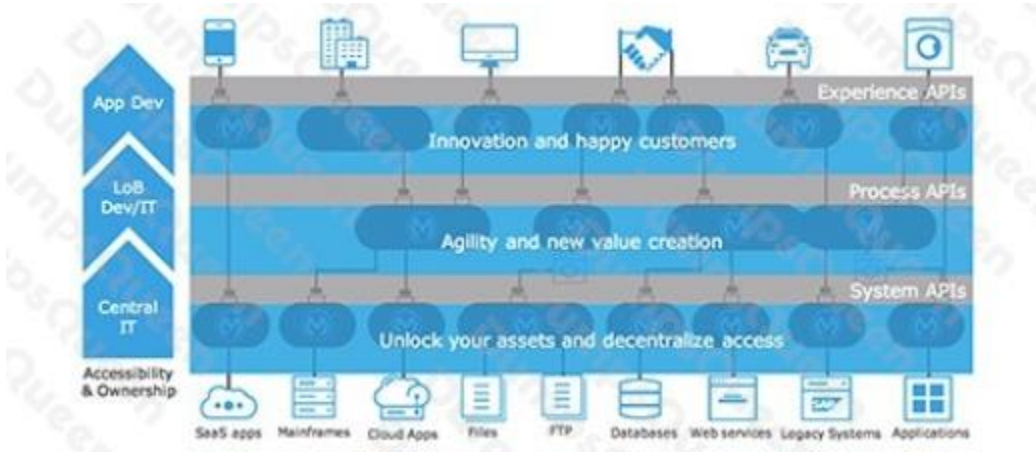 App Dev
Experience APIs
Innovation and happy customers
LoB
Dev/IT
Process APIs
Agility and new value creation
System APIs
Central
IT
Unlock your assets and decentralize access
Accessibility
& Ownership
SAP
SaaS apps Mainframes Cloud Apps Files FTP Databases Web services Legacy Systems Applications
DumpsQueen